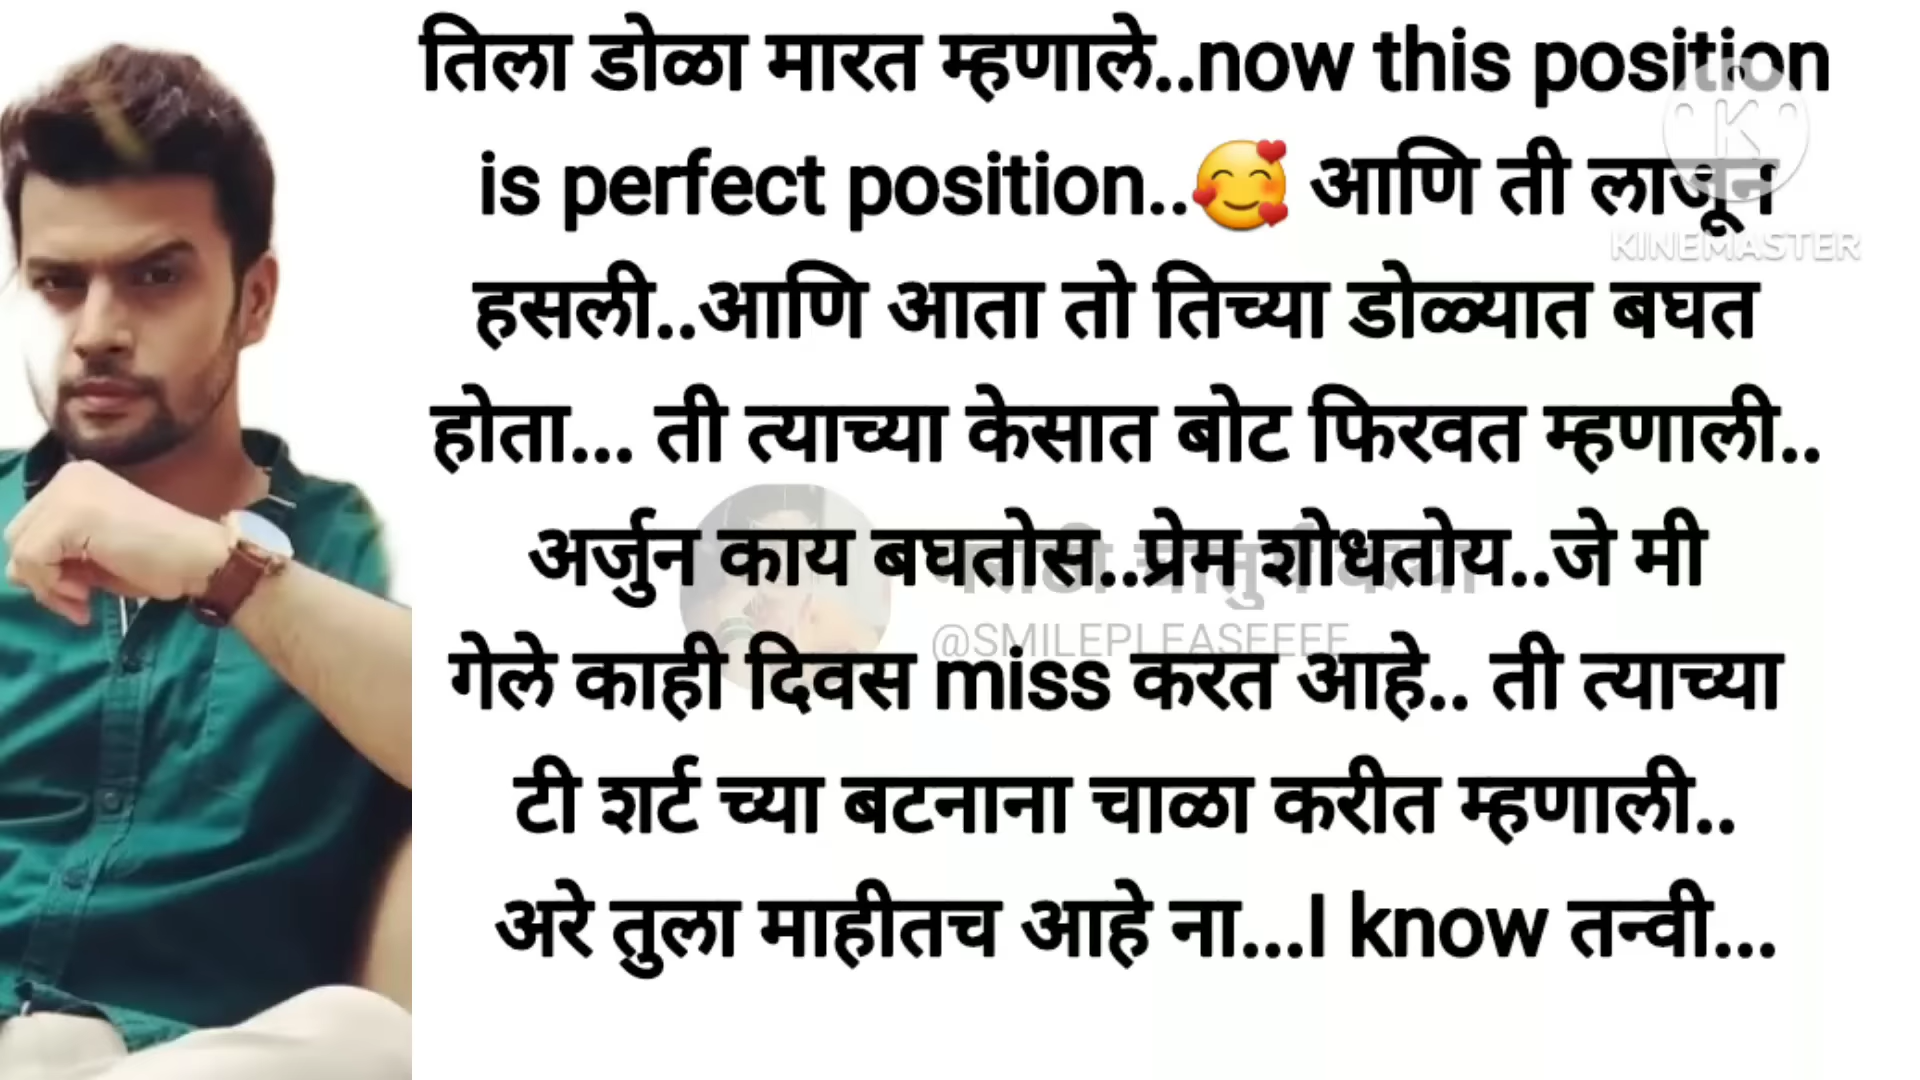 तिला डोळा मारत म्हणाले..now this position
is perfect position..🥰 आणि ती लाजून
KINEMASTER
हसली..आणि आता तो तिच्या डोळ्यात बघत
होता... ती त्याच्या केसात बोट फिरवत म्हणाली..
अर्जुन काय बघतोस..प्रेम शोधतोय..जे मी
@SMILEPLEASEEEE
गेले काही दिवस miss करत आहे.. ती त्याच्या
टी शर्ट च्या बटनाना चाळा करीत म्हणाली..
अरे तुला माहीतच आहे ना...I know तन्वी...